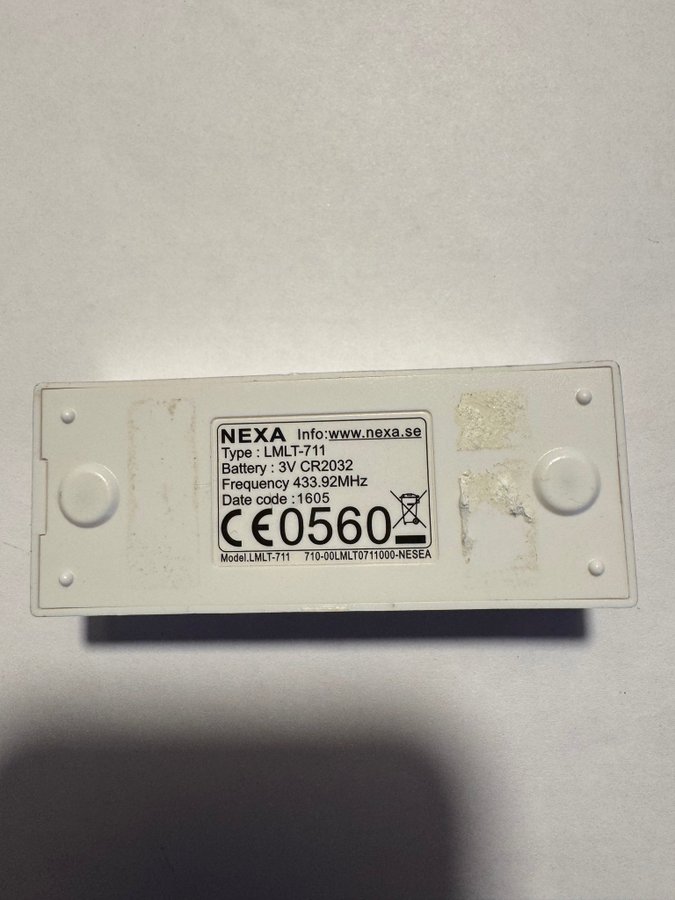 NEXA Info:www.nexa.se
Type : LMLT-711
Battery : 3V CR2032
Frequency 433.92MHz
Date code :1605
CE0560
Model.LMLT-711 710-00LMLT0711000-NESEA